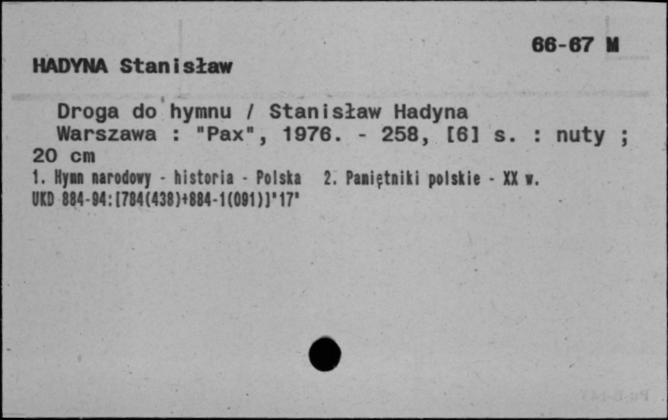 66-67 M
HADYNA Stanisław
Droga do hymnu / Stanisław Hadyna
Warszawa : "Pax", 1976. - 258, [6] s. : nuty ;
20 cm
1. Hymn narodowy - historia - Polska 2. Pamiętniki polskie - XX w.
UKD 884-94:[784(438)+884-1(091)]"17"